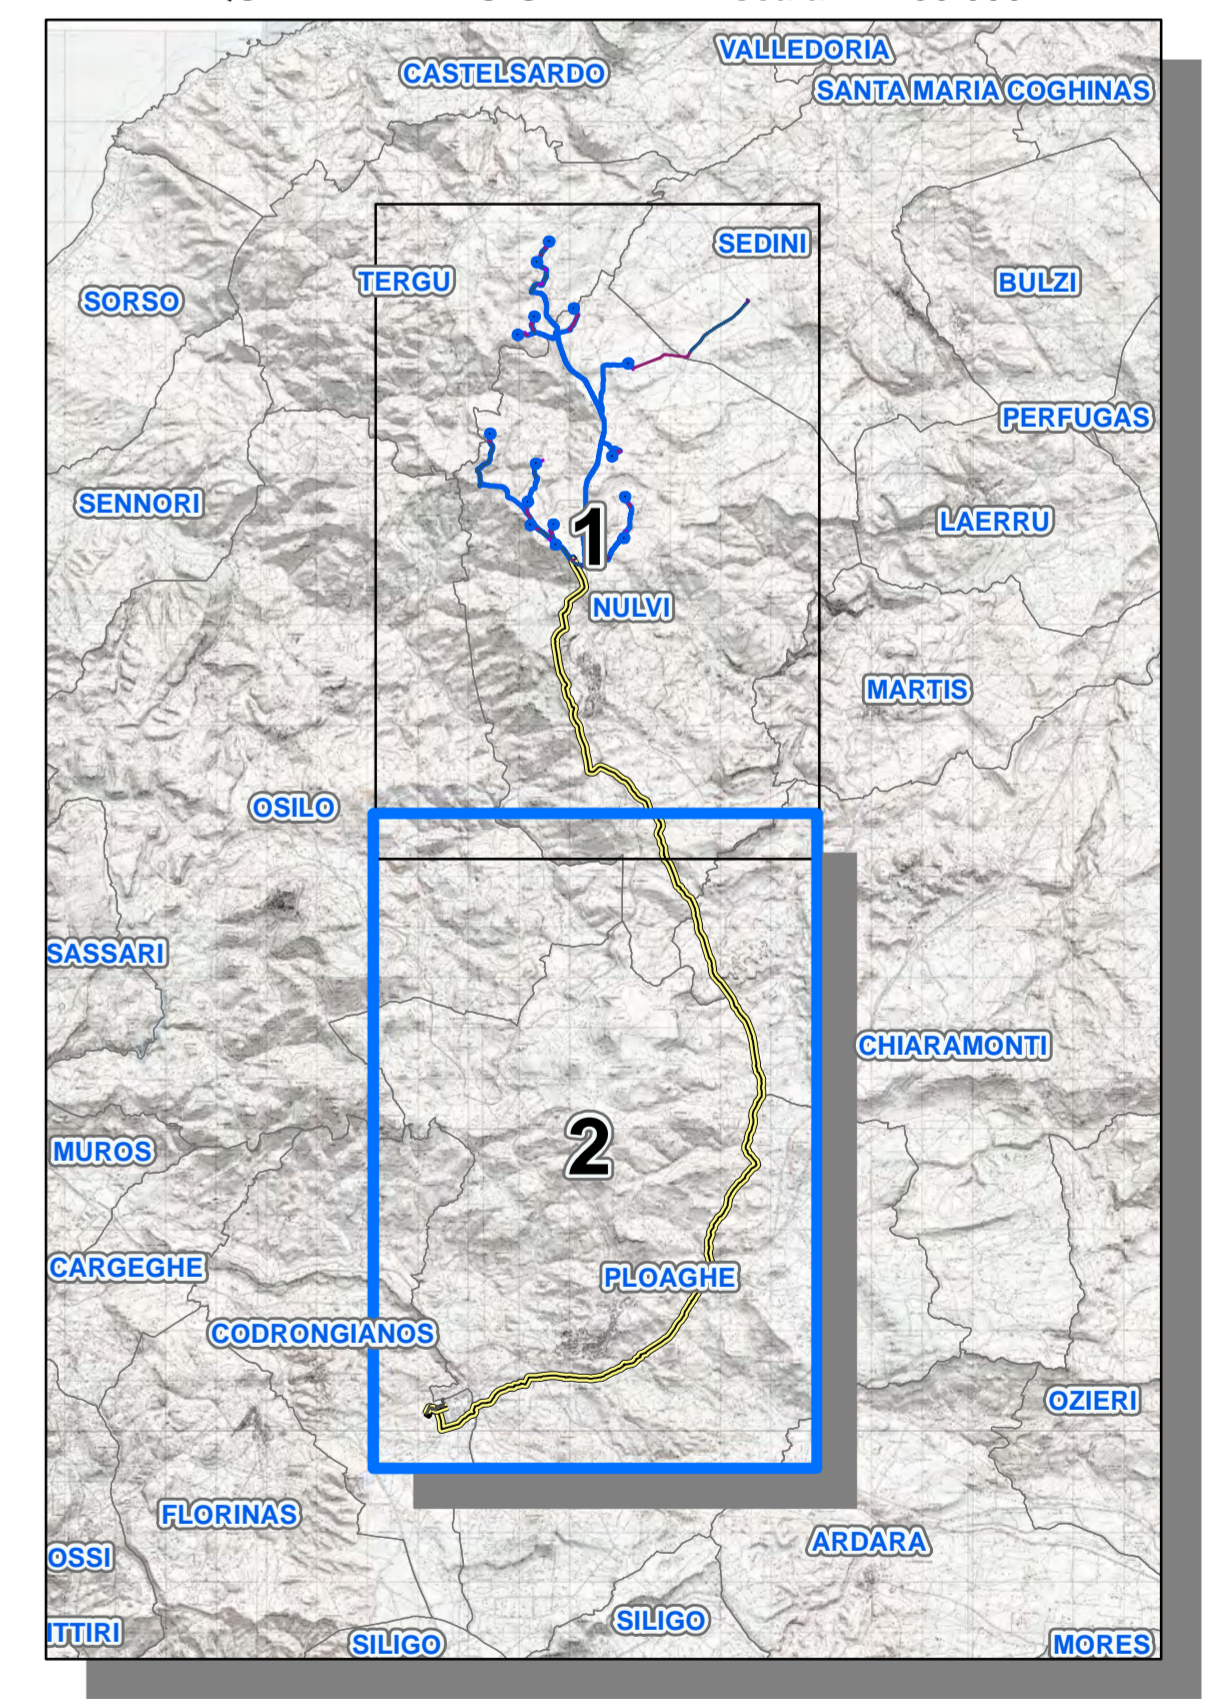 VALLEDORIA
CASTELSARDO
SANTA MARIA COGHINAS
SEDINI
TERGU
BULZI
SORSO
PERFUGAS
SENNORI
LAERRU
1
NULVI
MARTIS
OSILO
SASSARI
CHIARAMONTI
2
MUROS
CARGEGHE
PLOAGHE
CODRONGIANOS
OZIERI
FLORINAS
ARDARA
OSSI
SILIGO
ITTIRI
SILIGO
MORES